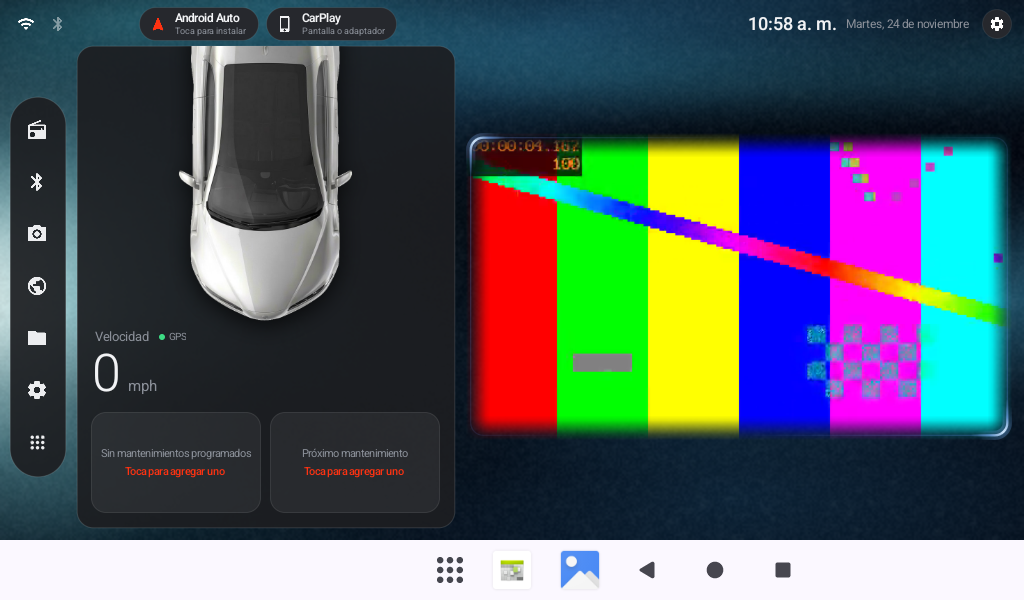 Android Auto
Toca para instalar
CarPlay
Pantalla o adaptador
10:58 a. m.
Martes, 24 de noviembre
Velocidad
GPS
0 mph
Sin mantenimientos programados
Toca para agregar uno
Próximo mantenimiento
Toca para agregar uno
100